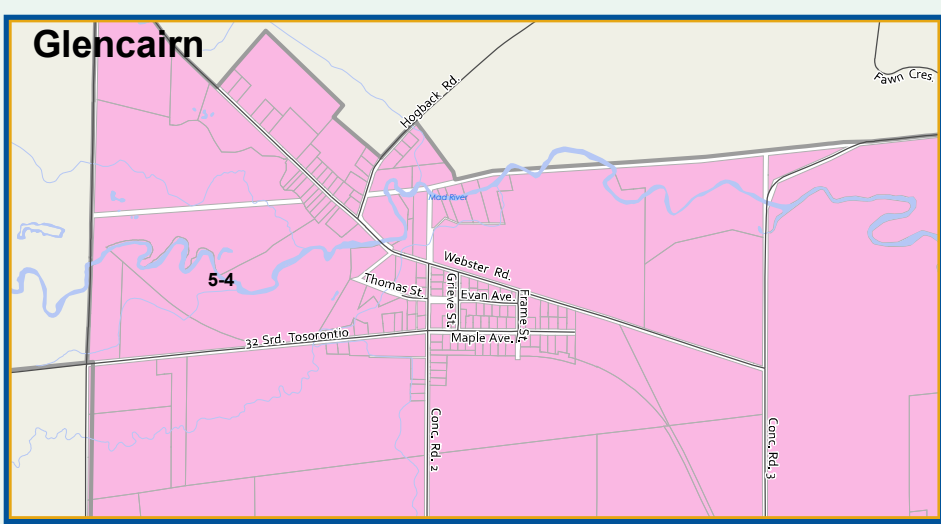 Glencairn
Hogback Rd.
Fawn Cres.
Mad River
5-4
Webster Rd.
Thomas St.
Grieve St.
Evan Ave.
Frame St.
32 Srd. Tosorontio
Maple Ave.
Conc. Rd. 2
Conc. Rd. 3